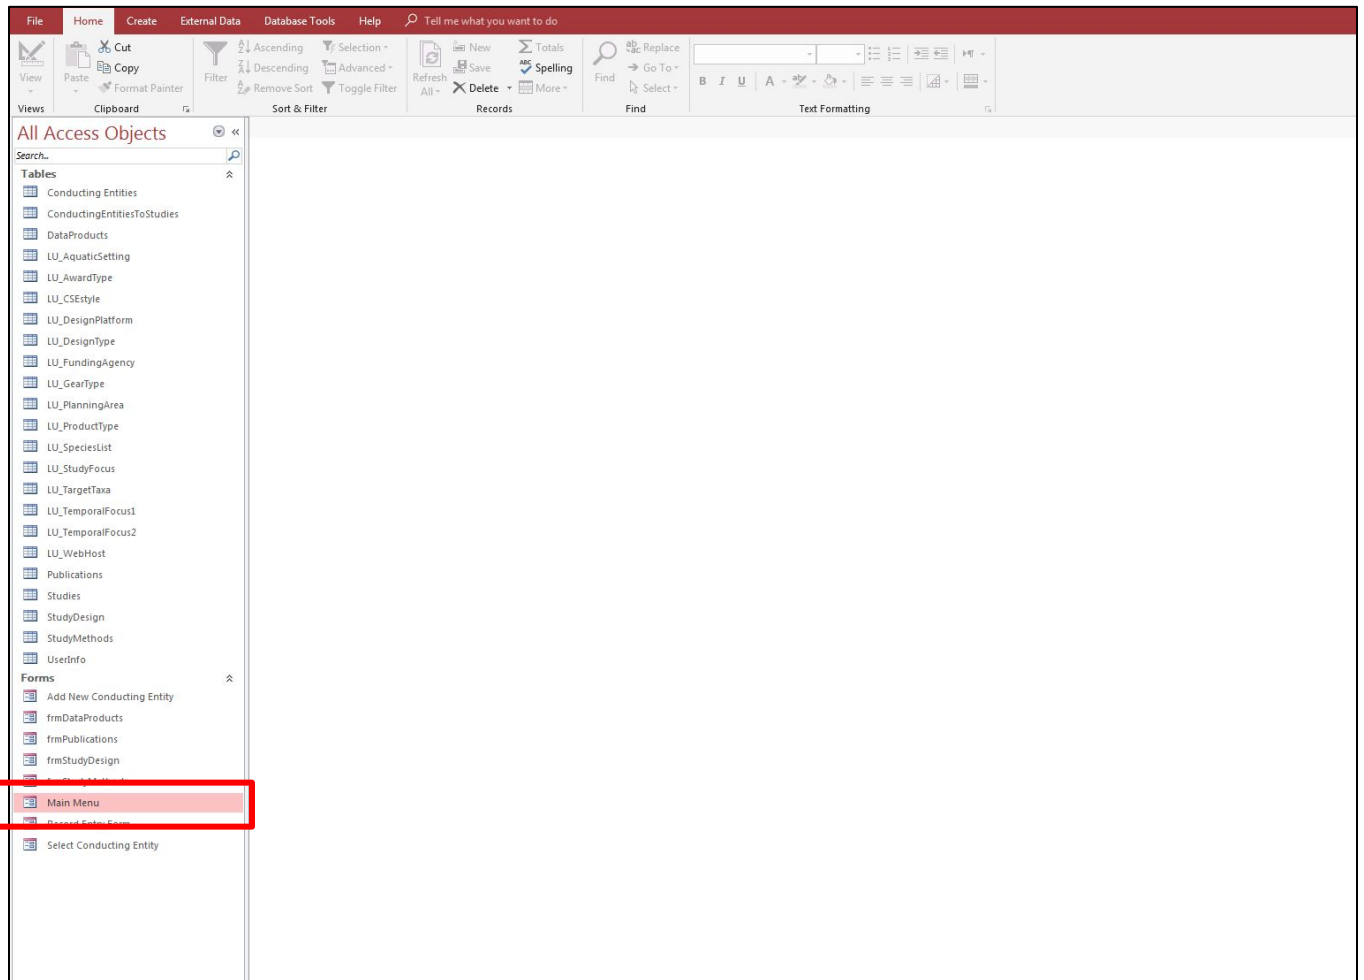 File Home Create External Data Database Tools Help Tell me what you want to do
Cut Ascending Selection New Totals Replace
Copy Descending Advanced Save Spelling Go To
View Paste Format Painter Filter Remove Sort Toggle Filter Refresh All Delete More Find Select B I U A
Views Clipboard Sort & Filter Records Find Text Formatting
All Access Objects
Search..
Tables
Conducting Entities
ConductingEntitiesToStudies
DataProducts
LU_AquaticSetting
LU_AwardType
LU_CSEstyle
LU_DesignPlatform
LU_DesignType
LU_FundingAgency
LU_GearType
LU_PlanningArea
LU_ProductType
LU_SpeciesList
LU_StudyFocus
LU_TargetTaxa
LU_TemporalFocus1
LU_TemporalFocus2
LU_WebHost
Publications
Studies
StudyDesign
StudyMethods
UserInfo
Forms
Add New Conducting Entity
frmDataProducts
frmPublications
frmStudyDesign
frmStudyMethods
Main Menu
Record Entry Form
Select Conducting Entity